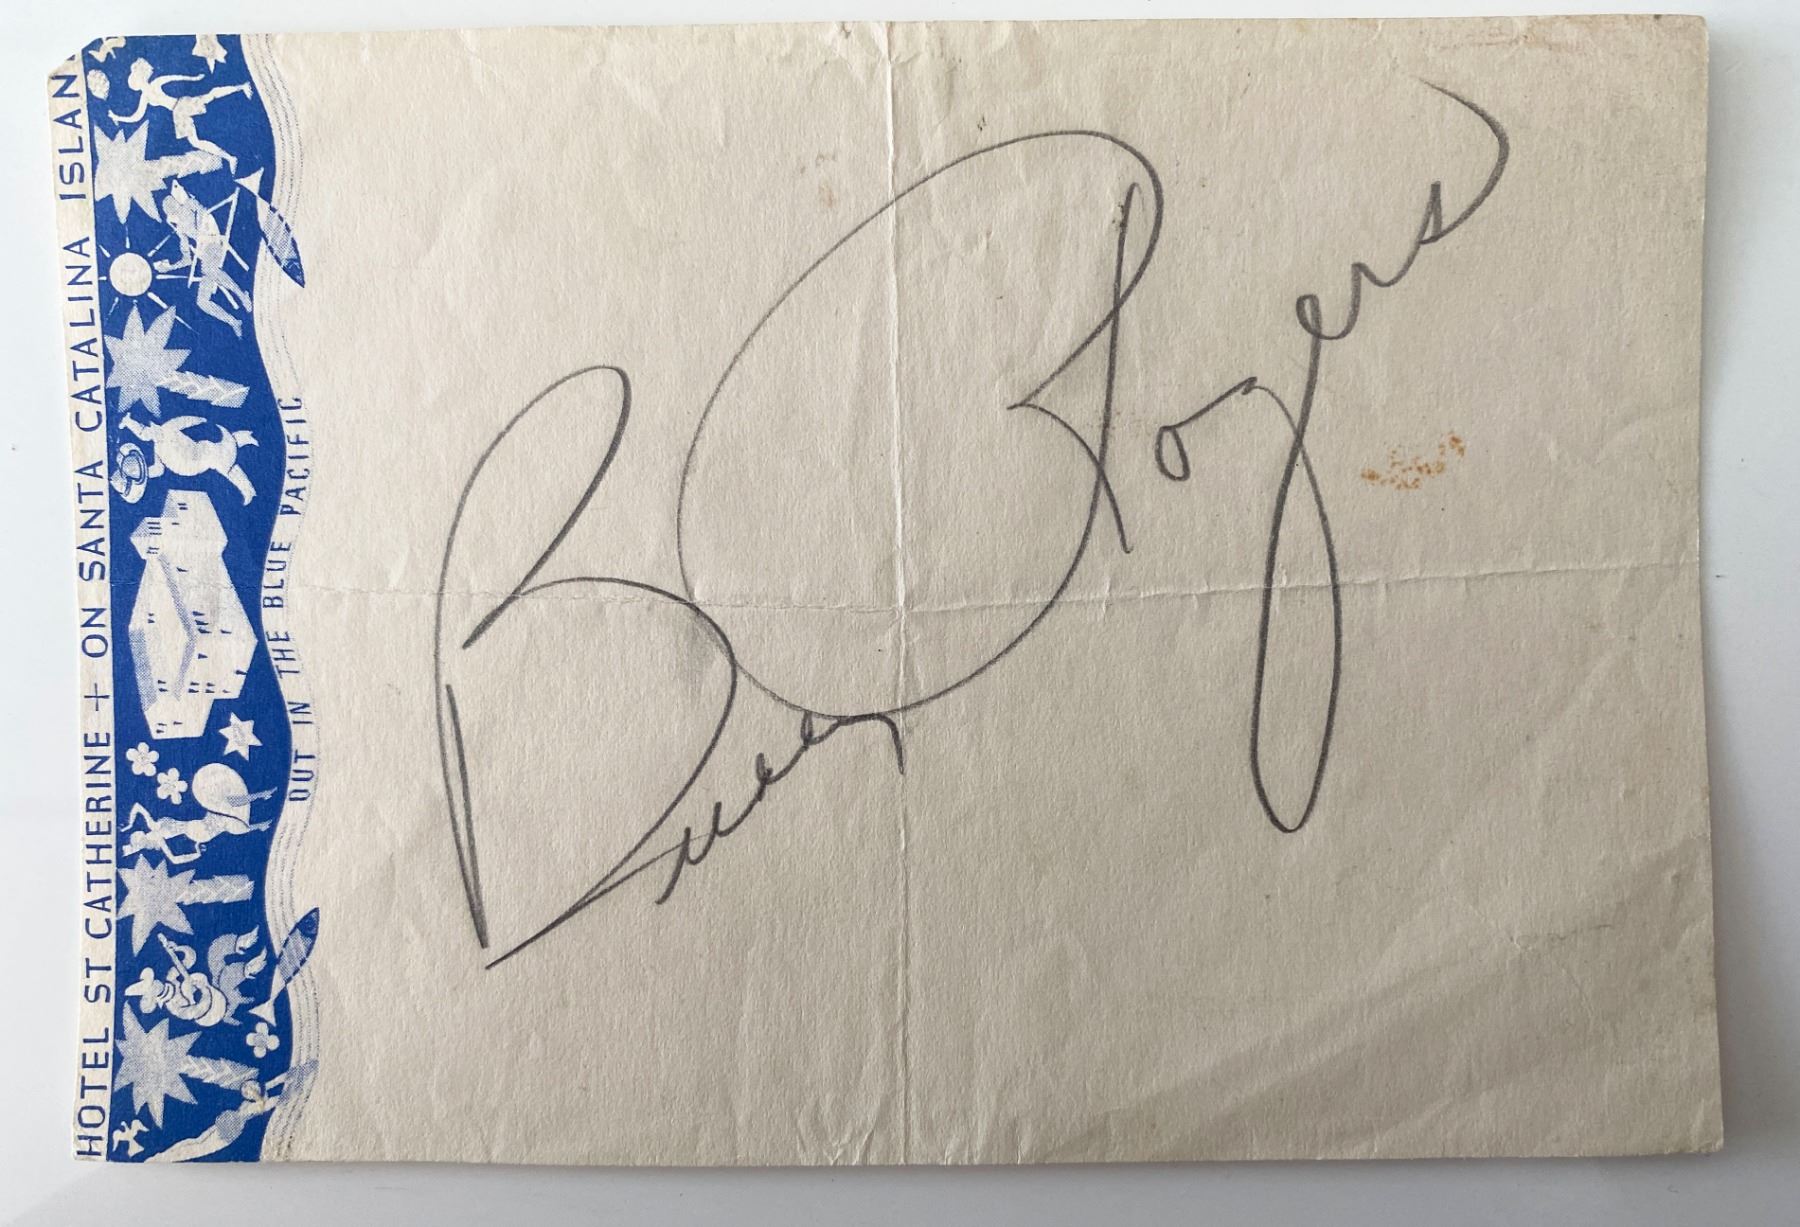 HOTEL ST CATHERINE + ON SANTA CATALINA ISLAN
OUT IN THE BLUE PACIFIC
Buddy Rogers